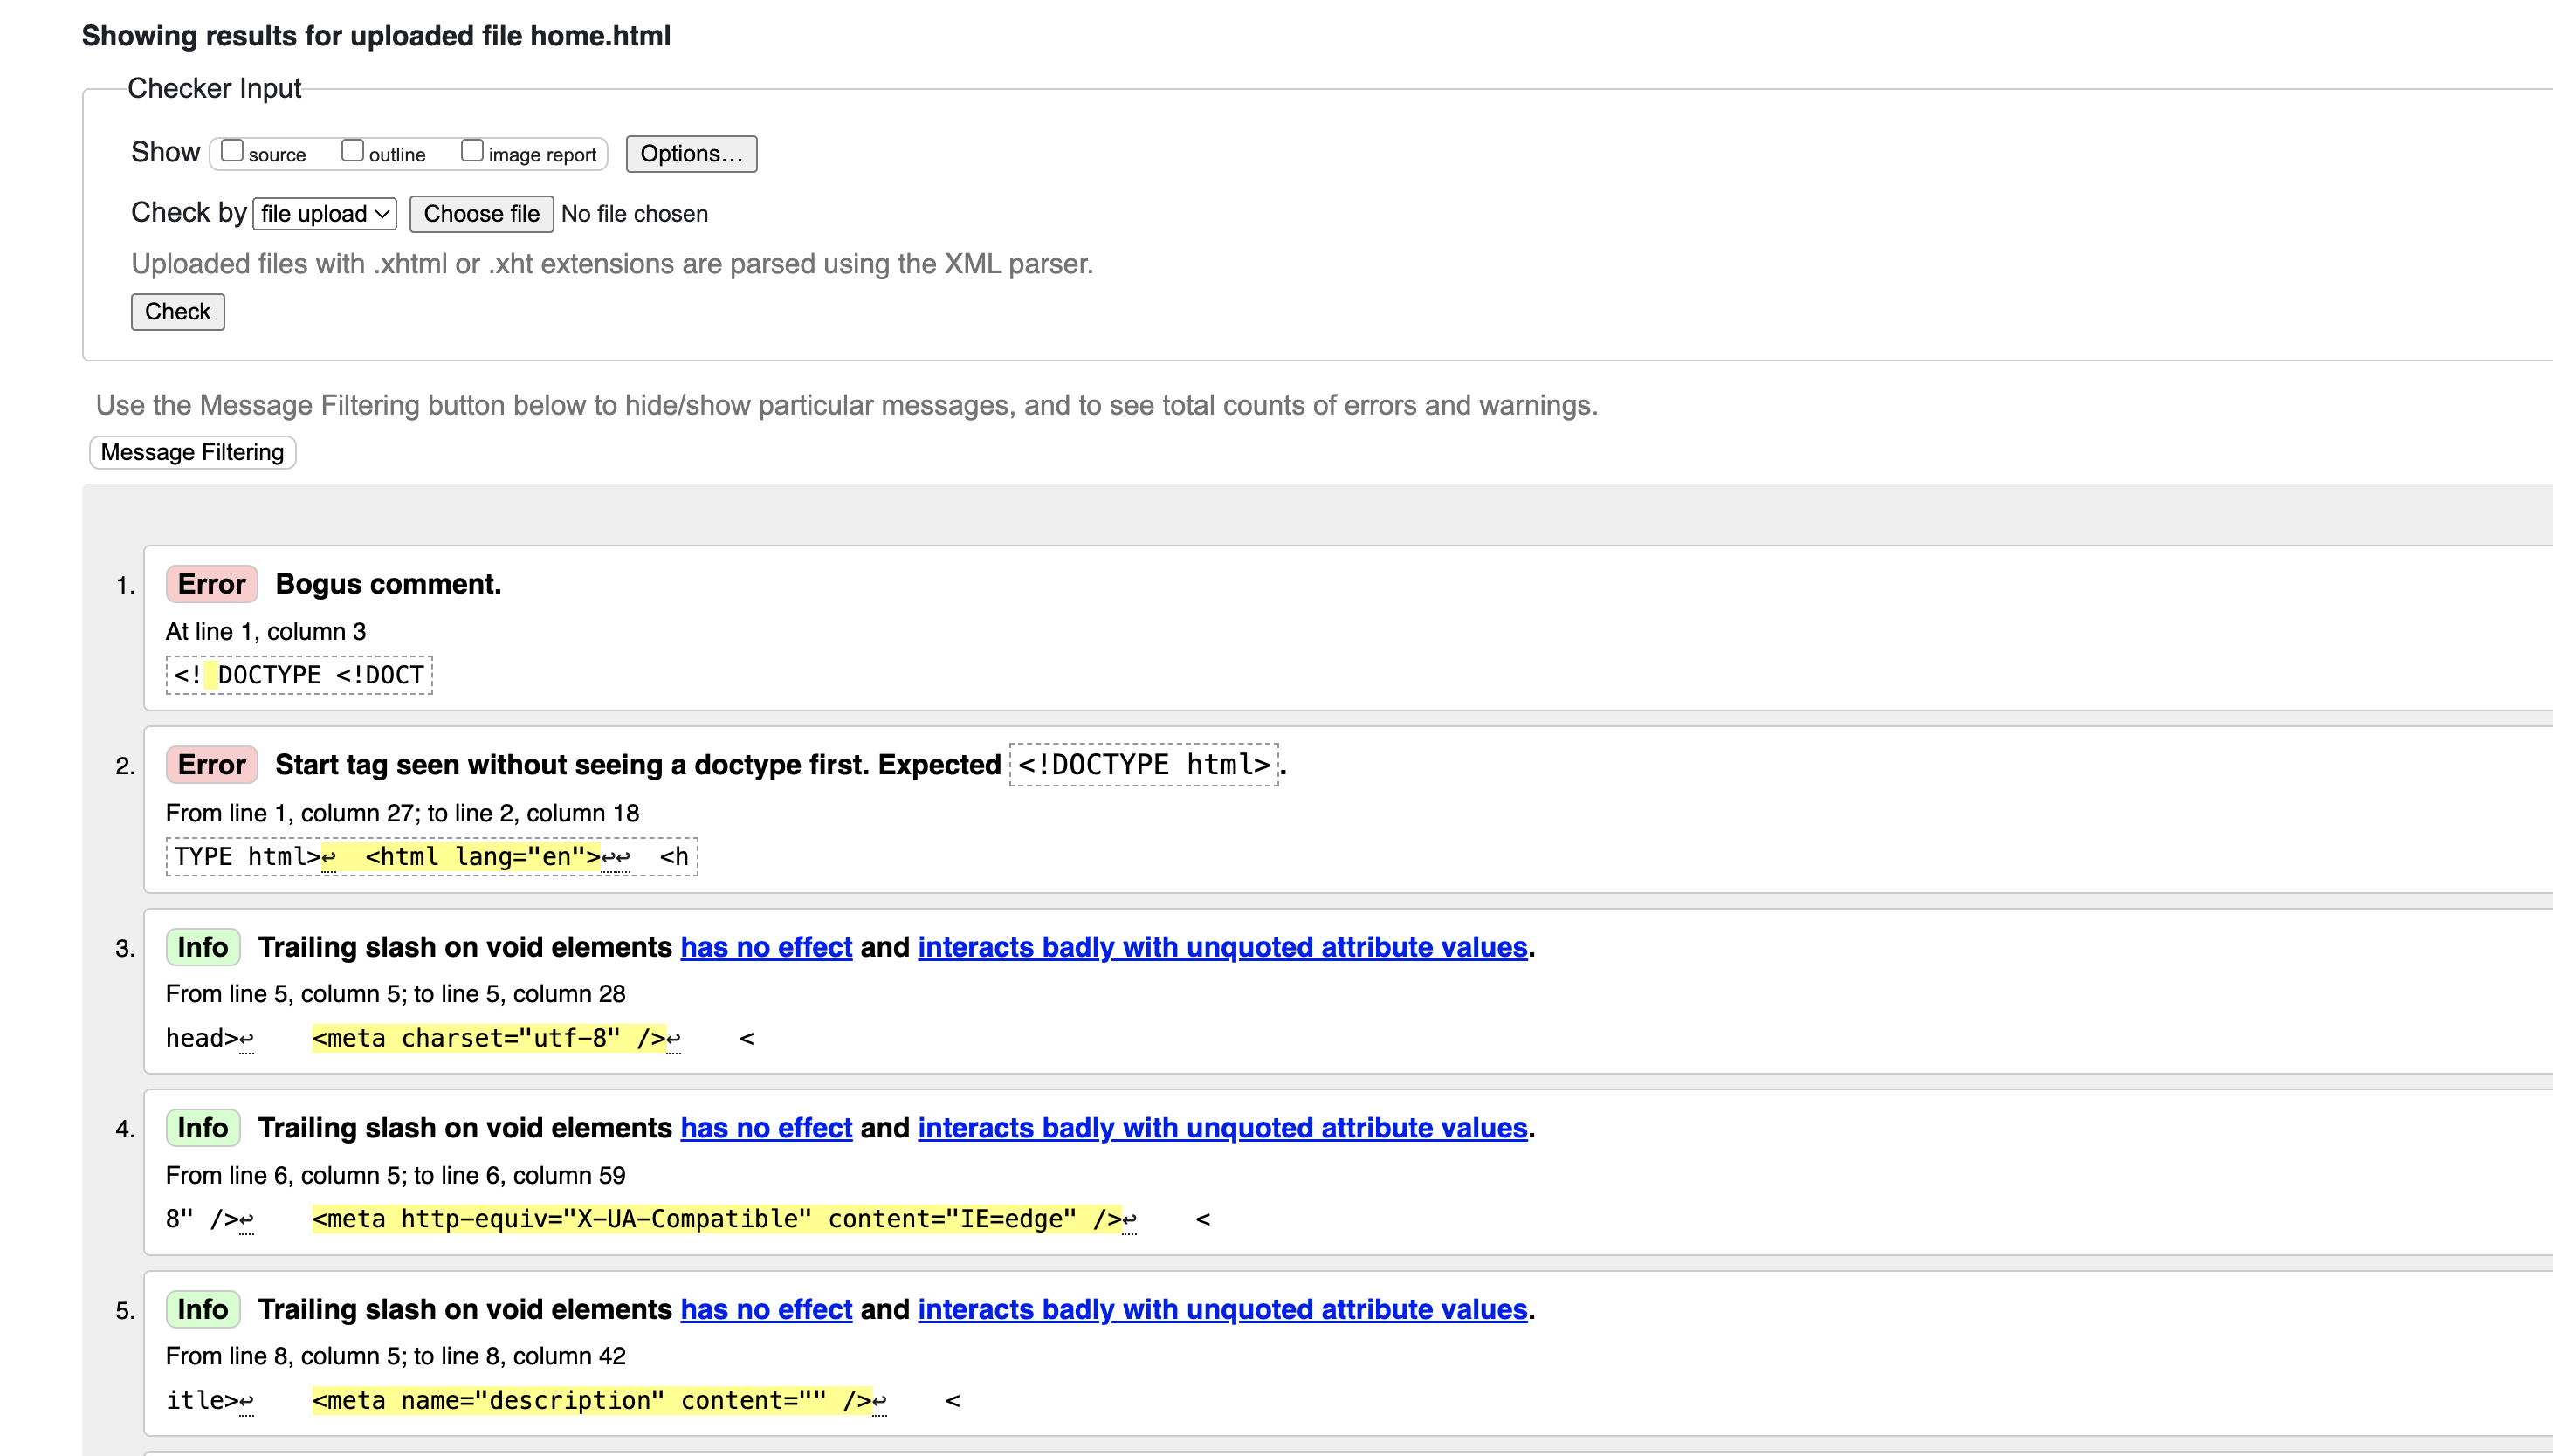 Showing results for uploaded file home.html
Checker Input
Show source outline image report Options...
Check by file upload Choose file No file chosen
Uploaded files with .xhtml or .xht extensions are parsed using the XML parser.
Check
Use the Message Filtering button below to hide/show particular messages, and to see total counts of errors and warnings.
Message Filtering
1. Error Bogus comment.
At line 1, column 3
<! DOCTYPE <!DOCT
2. Error Start tag seen without seeing a doctype first. Expected <!DOCTYPE html>.
From line 1, column 27; to line 2, column 18
TYPE html>↩  <html lang="en">↩↩  <h
3. Info Trailing slash on void elements has no effect and interacts badly with unquoted attribute values.
From line 5, column 5; to line 5, column 28
head>↩    <meta charset="utf-8" />↩    <
4. Info Trailing slash on void elements has no effect and interacts badly with unquoted attribute values.
From line 6, column 5; to line 6, column 59
8" />↩    <meta http-equiv="X-UA-Compatible" content="IE=edge" />↩    <
5. Info Trailing slash on void elements has no effect and interacts badly with unquoted attribute values.
From line 8, column 5; to line 8, column 42
itle>↩    <meta name="description" content="" />↩    <